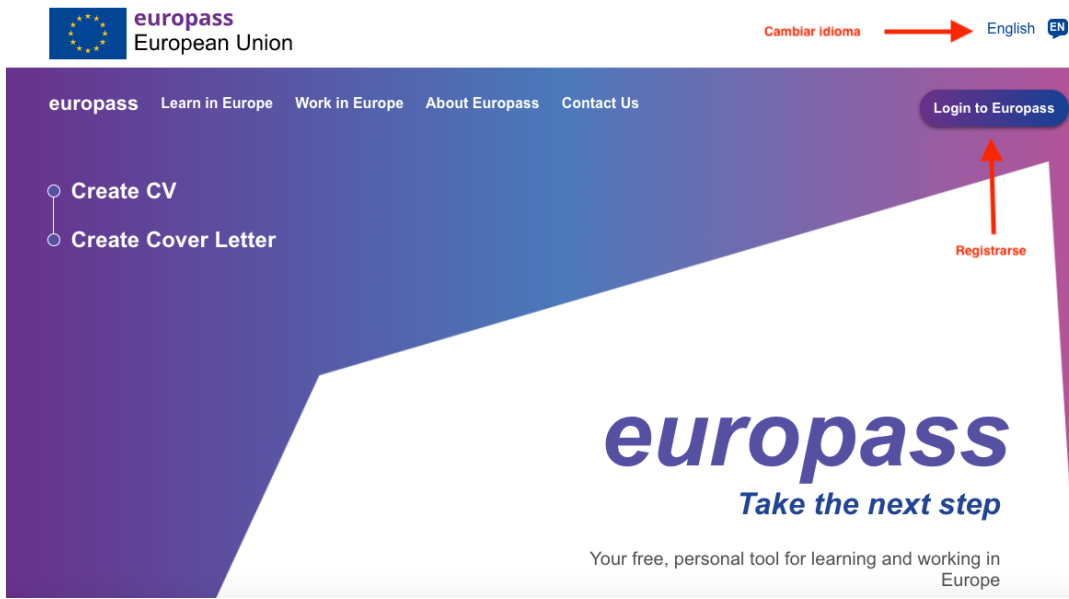 europass
European Union
Cambiar idioma
English EN
europass Learn in Europe Work in Europe About Europass Contact Us
Login to Europass
Create CV
Create Cover Letter
Registrarse
europass
Take the next step
Your free, personal tool for learning and working in
Europe